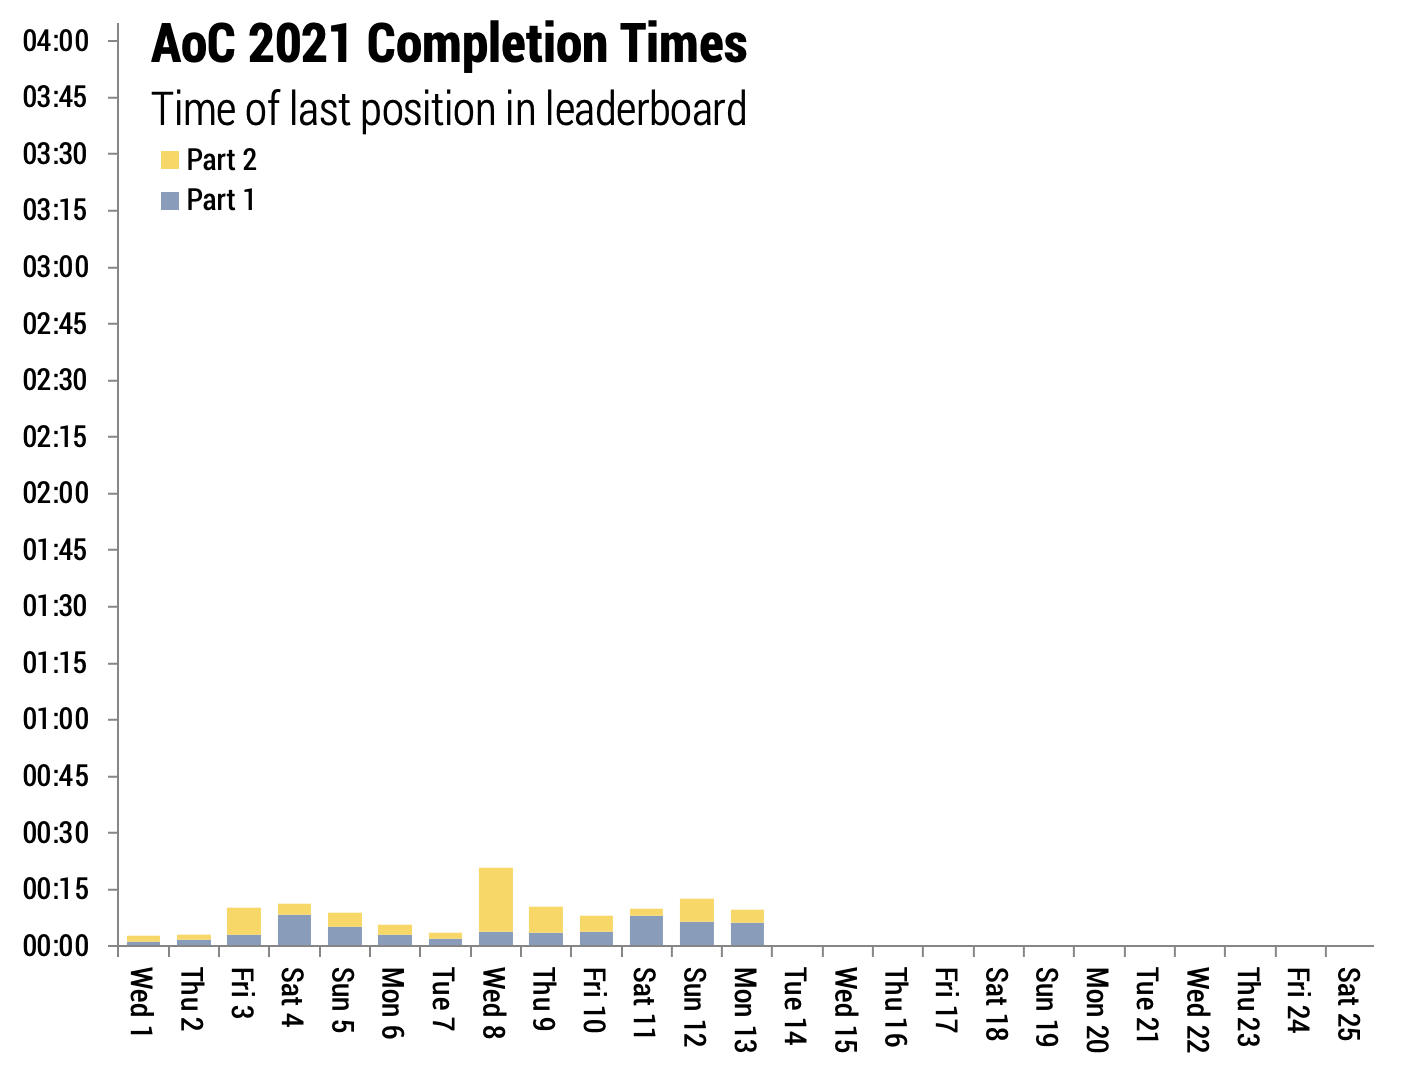 AoC 2021 Completion Times
Time of last position in leaderboard
Part 2
Part 1
04:00
03:45
03:30
03:15
03:00
02:45
02:30
02:15
02:00
01:45
01:30
01:15
01:00
00:45
00:30
00:15
00:00
Wed 1
Thu 2
Fri 3
Sat 4
Sun 5
Mon 6
Tue 7
Wed 8
Thu 9
Fri 10
Sat 11
Sun 12
Mon 13
Tue 14
Wed 15
Thu 16
Fri 17
Sat 18
Sun 19
Mon 20
Tue 21
Wed 22
Thu 23
Fri 24
Sat 25